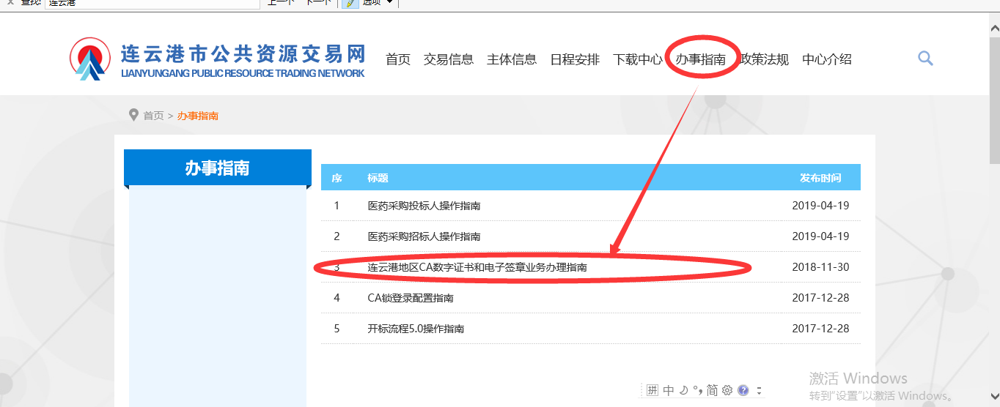 查找: 连云港 上一个 下一个 选项
连云港市公共资源交易网
LIANYUNGANG PUBLIC RESOURCE TRADING NETWORK
首页 交易信息 主体信息 日程安排 下载中心 办事指南 政策法规 中心介绍
首页 > 办事指南
办事指南
序 标题 发布时间
1 医药采购投标人操作指南 2019-04-19
2 医药采购招标人操作指南 2019-04-19
3 连云港地区CA数字证书和电子签章业务办理指南 2018-11-30
4 CA锁登录配置指南 2017-12-28
5 开标流程5.0操作指南 2017-12-28
拼 中 简
激活 Windows
转到"设置"以激活 Windows。